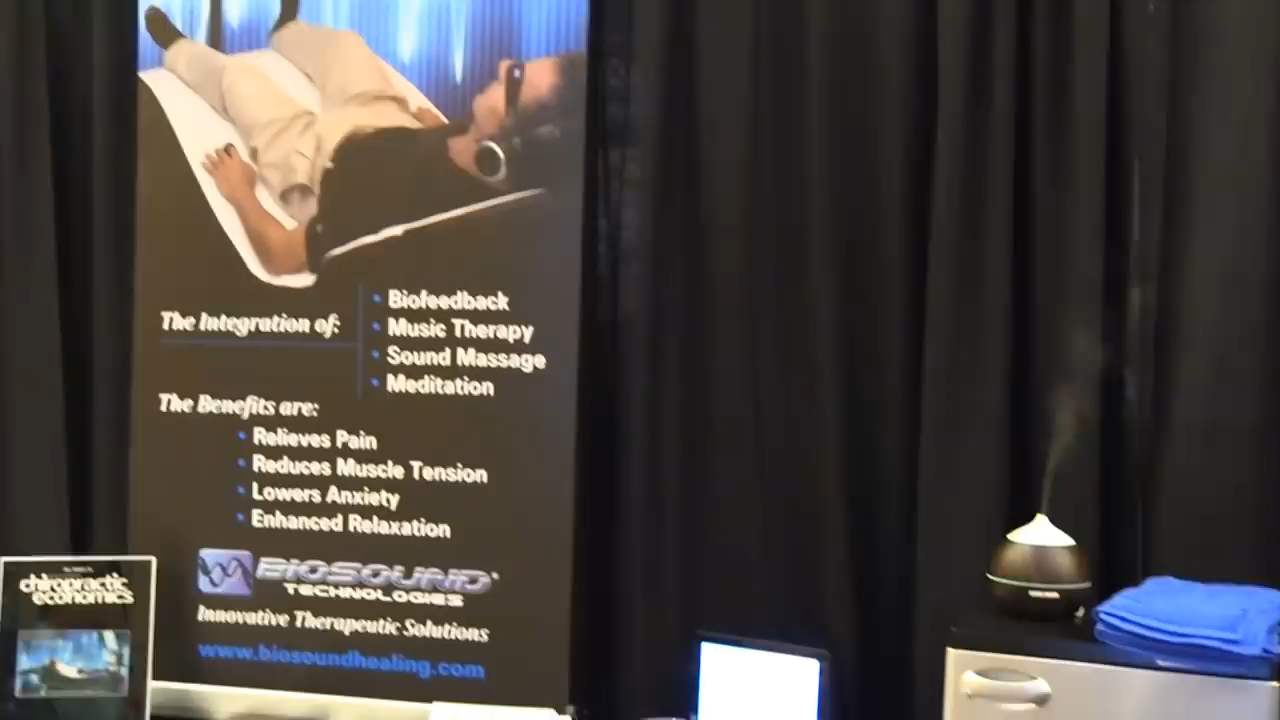 The Integration of:
• Biofeedback
• Music Therapy
• Sound Massage
• Meditation
The Benefits are:
• Relieves Pain
• Reduces Muscle Tension
• Lowers Anxiety
• Enhanced Relaxation
BIOSOUND
TECHNOLOGIES
Innovative Therapeutic Solutions
www.biosoundhealing.com
chiropractic
economics